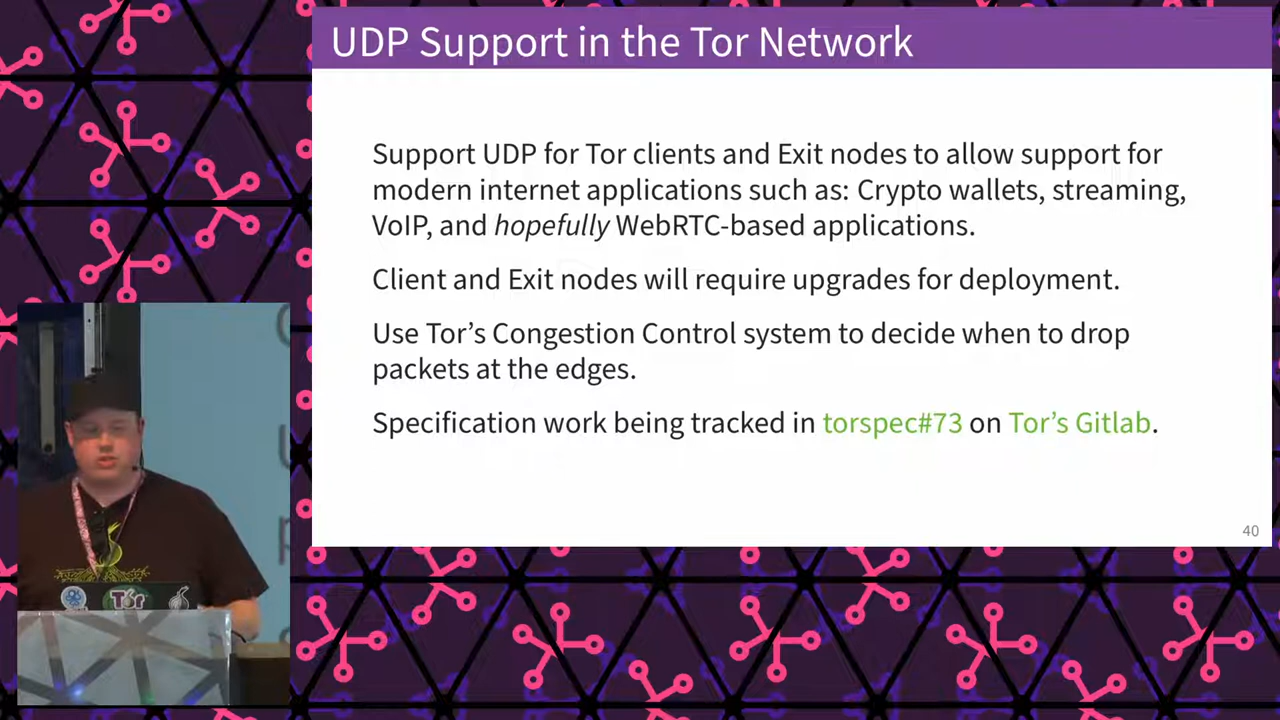 UDP Support in the Tor Network
Support UDP for Tor clients and Exit nodes to allow support for
modern internet applications such as: Crypto wallets, streaming,
VoIP, and hopefully WebRTC-based applications.
Client and Exit nodes will require upgrades for deployment.
Use Tor’s Congestion Control system to decide when to drop
packets at the edges.
Specification work being tracked in torspec#73 on Tor’s Gitlab.
40
Tor